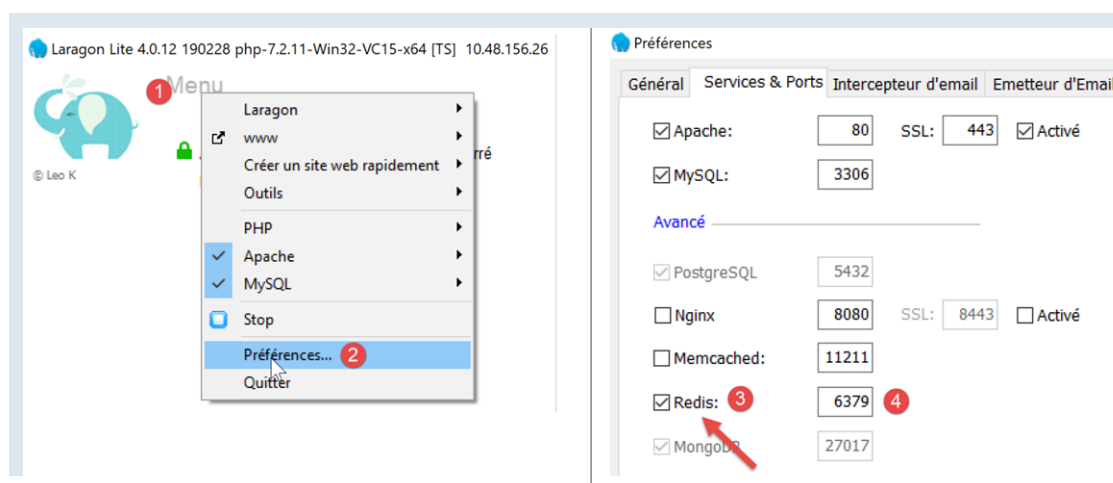 Laragon Lite 4.0.12 190228 php-7.2.11-Win32-VC15-x64 [TS] 10.48.156.26
1
Menu
© Leo K
rré
Laragon
www
Créer un site web rapidement
Outils
PHP
Apache
MySQL
Stop
Préférences... 2
Quitter
Préférences
Général Services & Ports Intercepteur d'email Emetteur d'Email
Apache: 80 SSL: 443 Activé
MySQL: 3306
Avancé
PostgreSQL 5432
Nginx 8080 SSL: 8443 Activé
Memcached: 11211
Redis: 3 6379 4
MongoDB 27017